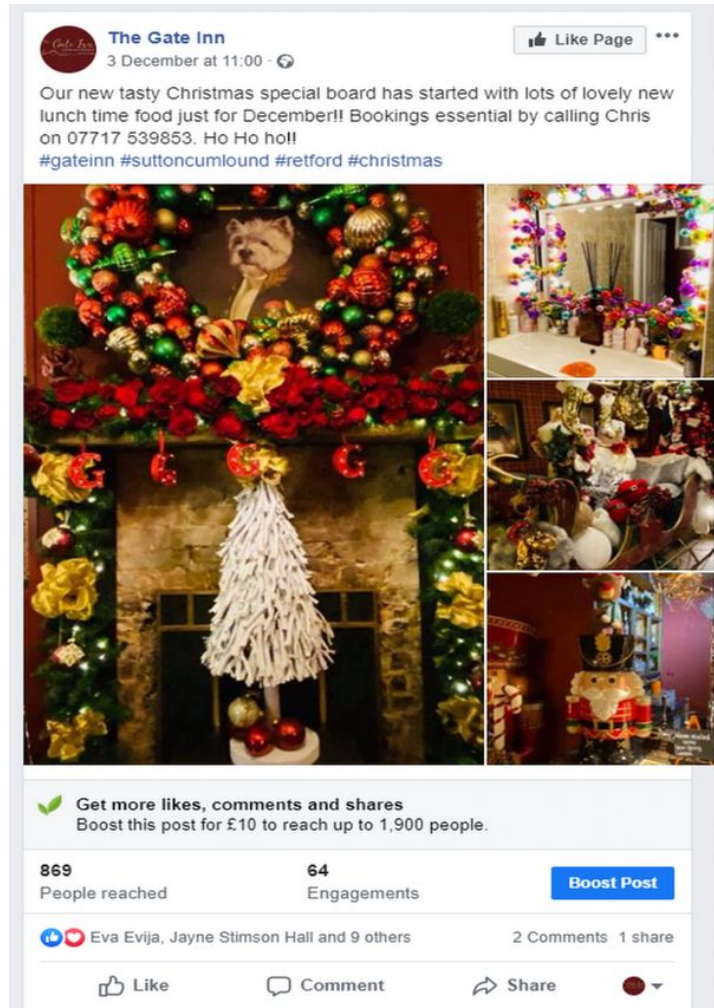 The Gate Inn
Like Page
3 December at 11:00
Our new tasty Christmas special board has started with lots of lovely new
lunch time food just for December!! Bookings essential by calling Chris
on 07717 539853. Ho Ho ho!!
#gateinn #suttoncumlound #retford #christmas
G G G G G
Get more likes, comments and shares
Boost this post for £10 to reach up to 1,900 people.
869
People reached
64
Engagements
Boost Post
Eva Evija, Jayne Stimson Hall and 9 others
2 Comments 1 share
Like
Comment
Share